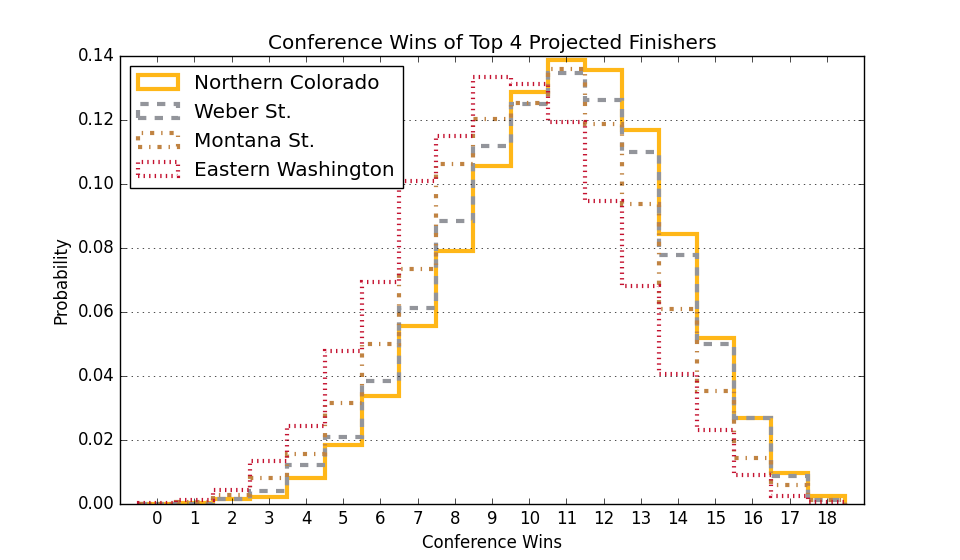 Conference Wins of Top 4 Projected Finishers
Northern Colorado
Weber St.
Montana St.
Eastern Washington
0.14
0.12
0.10
0.08
0.06
0.04
0.02
0.00
Probability
0 1 2 3 4 5 6 7 8 9 10 11 12 13 14 15 16 17 18
Conference Wins